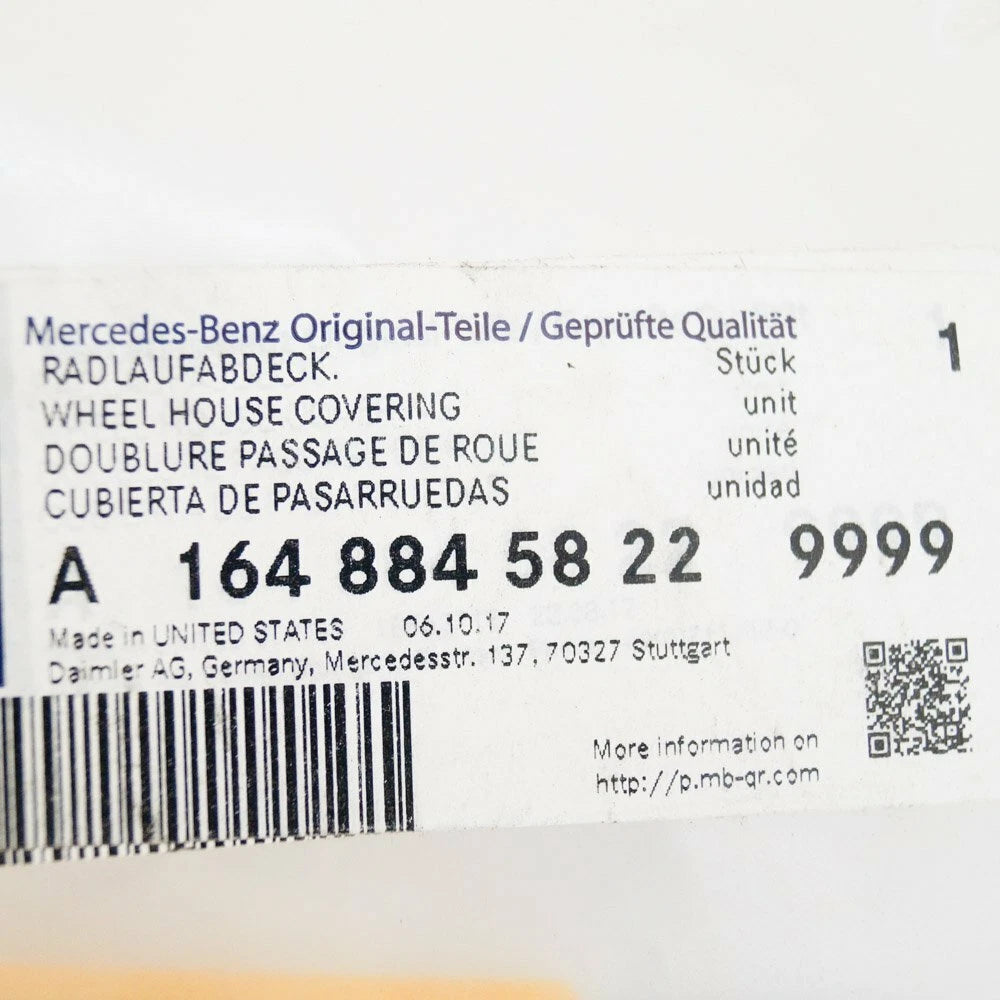 Mercedes-Benz Original-Teile / Geprüfte Qualität
RADLAUFABDECK. Stück 1
WHEEL HOUSE COVERING unit
DOUBLURE PASSAGE DE ROUE unité
CUBIERTA DE PASARRUEDAS unidad
A 164 884 58 22 9999
Made in UNITED STATES 06.10.17
Daimler AG, Germany, Mercedesstr. 137, 70327 Stuttgart
More information on
http://p.mb-qr.com